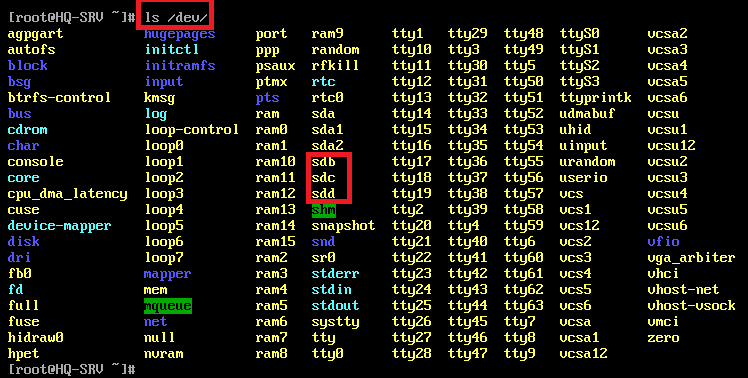 [root@HQ-SRV ~]# ls /dev/
agpgart hugepages port ram9 tty1 tty29 tty48 ttyS0 vcsa2
autofs initctl ppp random tty10 tty3 tty49 ttyS1 vcsa3
block initramfs psaux rfkill tty11 tty30 tty5 ttyS2 vcsa4
bsg input ptmx rtc tty12 tty31 tty50 ttyS3 vcsa5
btrfs-control kmsg pts rtc0 tty13 tty32 tty51 ttyprintk vcsa6
bus log ram sda tty14 tty33 tty52 udmabuf vcsu
cdrom loop-control ram0 sda1 tty15 tty34 tty53 uhid vcsu1
char loop0 ram1 sda2 tty16 tty35 tty54 uinput vcsu12
console loop1 ram10 sdb tty17 tty36 tty55 urandom vcsu2
core loop2 ram11 sdc tty18 tty37 tty56 userio vcsu3
cpu_dma_latency loop3 ram12 sdd tty19 tty38 tty57 vcs vcsu4
cuse loop4 ram13 shm tty2 tty39 tty58 vcs1 vcsu5
device-mapper loop5 ram14 snapshot tty20 tty4 tty59 vcs12 vcsu6
disk loop6 ram15 snd tty21 tty40 tty6 vcs2 vfio
dri loop7 ram2 sr0 tty22 tty41 tty60 vcs3 vga_arbiter
fb0 mapper ram3 stderr tty23 tty42 tty61 vcs4 vhci
fd mem ram4 stdin tty24 tty43 tty62 vcs5 vhost-net
full mqueue ram5 stdout tty25 tty44 tty63 vcs6 vhost-vsock
fuse net ram6 systty tty26 tty45 tty7 vcsa vmci
hidraw0 null ram7 tty tty27 tty46 tty8 vcsa1 zero
hpet nvram ram8 tty0 tty28 tty47 tty9 vcsa12
[root@HQ-SRV ~]#